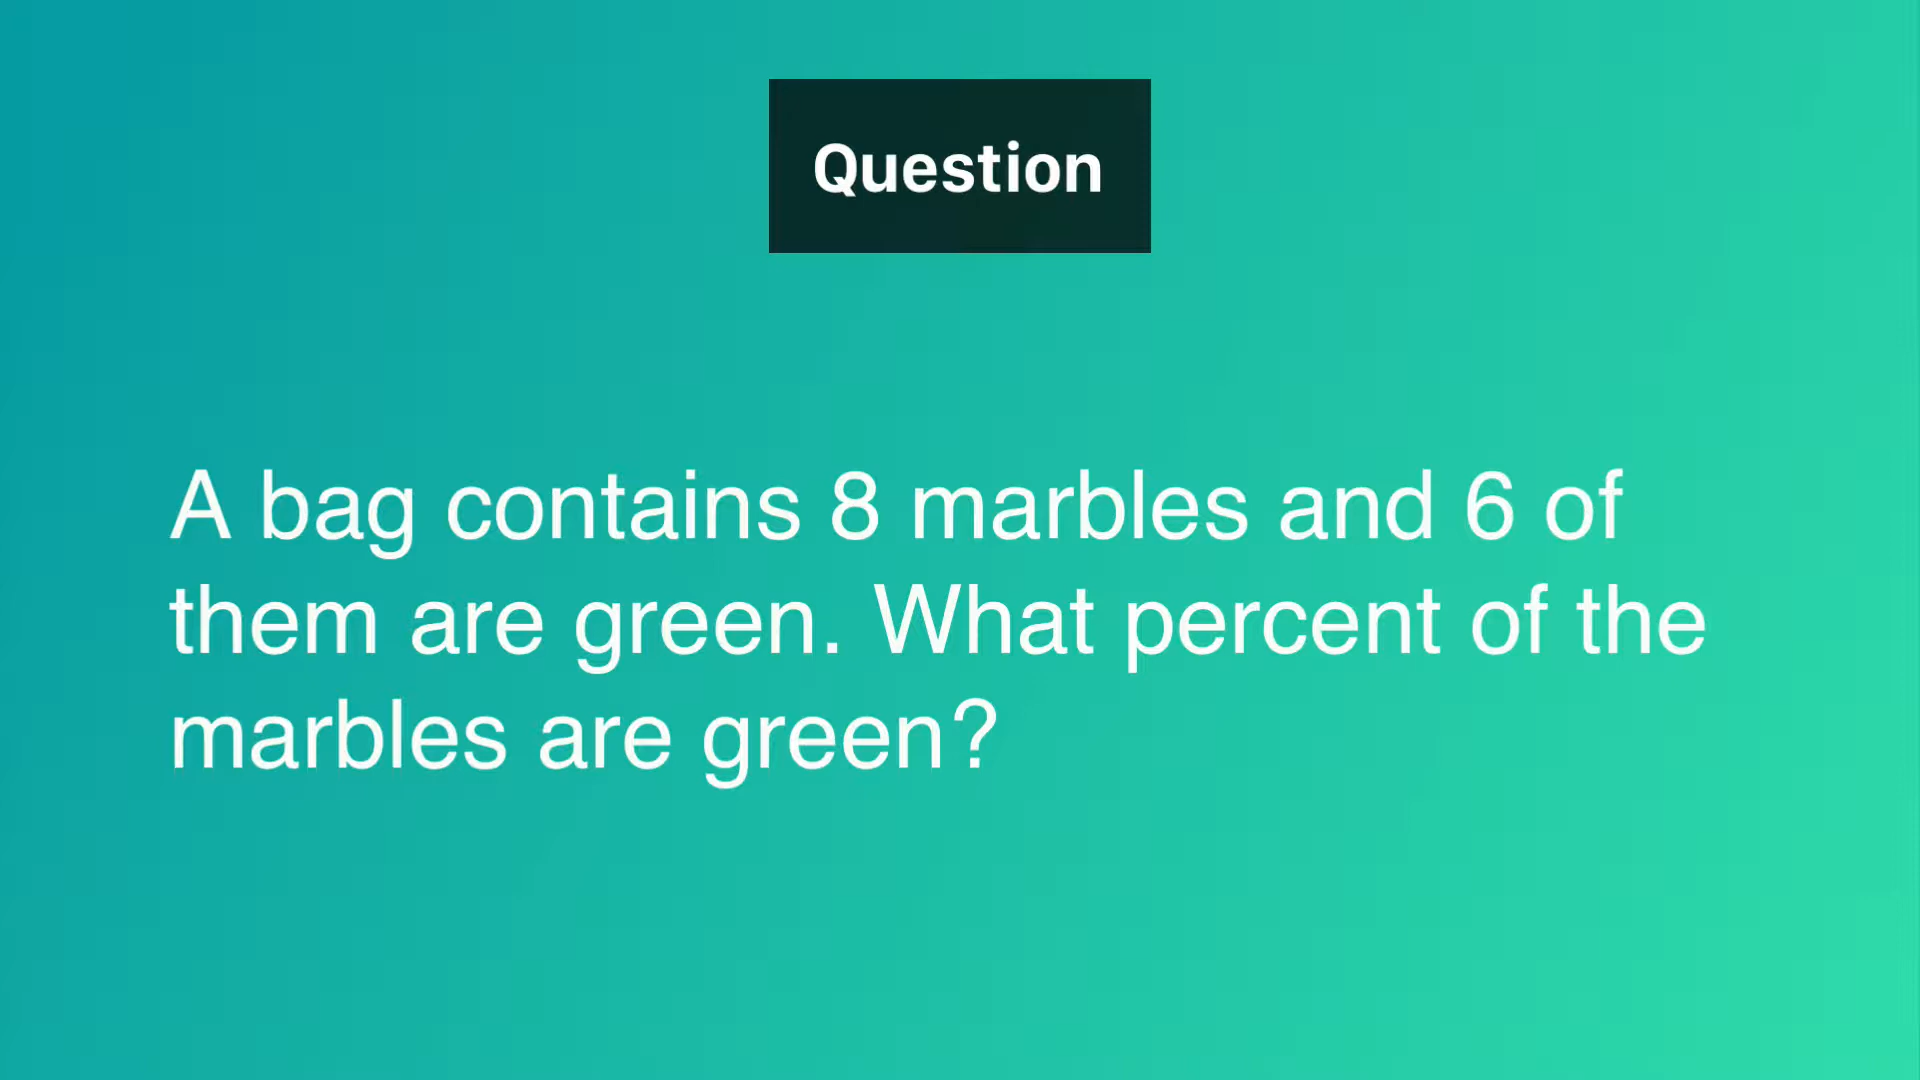 Question
A bag contains 8 marbles and 6 of
them are green. What percent of the
marbles are green?